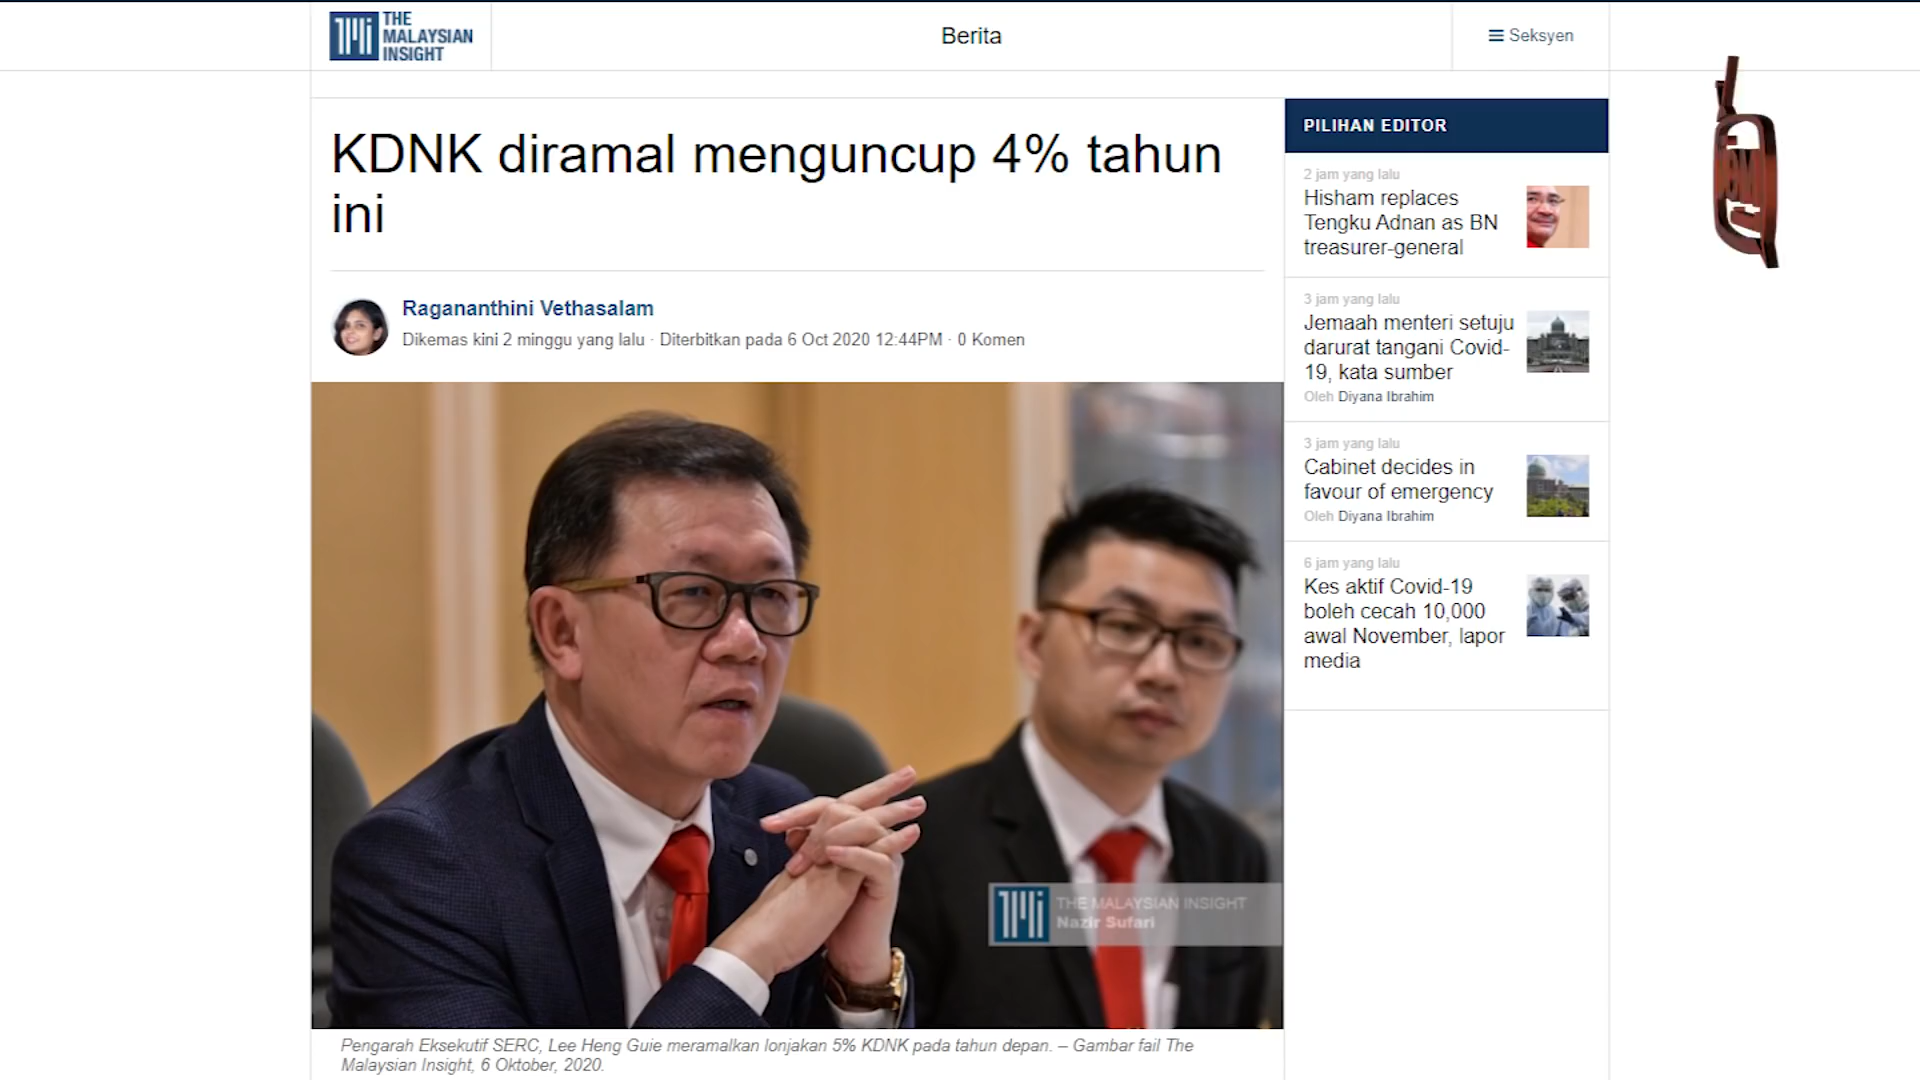 THE
MALAYSIAN
INSIGHT
Berita
Seksyen
KDNK diramal menguncup 4% tahun
ini
Ragananthini Vethasalam
Dikemas kini 2 minggu yang lalu · Diterbitkan pada 6 Oct 2020 12:44PM · 0 Komen
THE MALAYSIAN INSIGHT
Nazir Sufari
Pengarah Eksekutif SERC, Lee Heng Guie meramalkan lonjakan 5% KDNK pada tahun depan. – Gambar fail The
Malaysian Insight, 6 Oktober, 2020.
PILIHAN EDITOR
2 jam yang lalu
Hisham replaces
Tengku Adnan as BN
treasurer-general
3 jam yang lalu
Jemaah menteri setuju
darurat tangani Covid-
19, kata sumber
Oleh Diyana Ibrahim
3 jam yang lalu
Cabinet decides in
favour of emergency
Oleh Diyana Ibrahim
6 jam yang lalu
Kes aktif Covid-19
boleh cecah 10,000
awal November, lapor
media